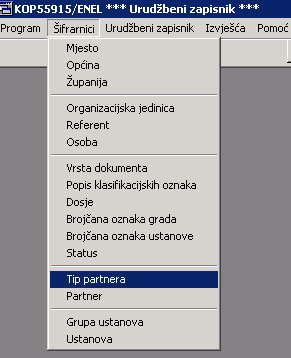 KOP55915/ENEL *** Urudžbeni zapisnik ***
Program Šifrarnici Urudžbeni zapisnik Izvješća Pomoć
Mjesto
Općina
Županija
Organizacijska jedinica
Referent
Osoba
Vrsta dokumenta
Popis klasifikacijskih oznaka
Dosje
Brojčana oznaka grada
Brojčana oznaka ustanove
Status
Tip partnera
Partner
Grupa ustanova
Ustanova